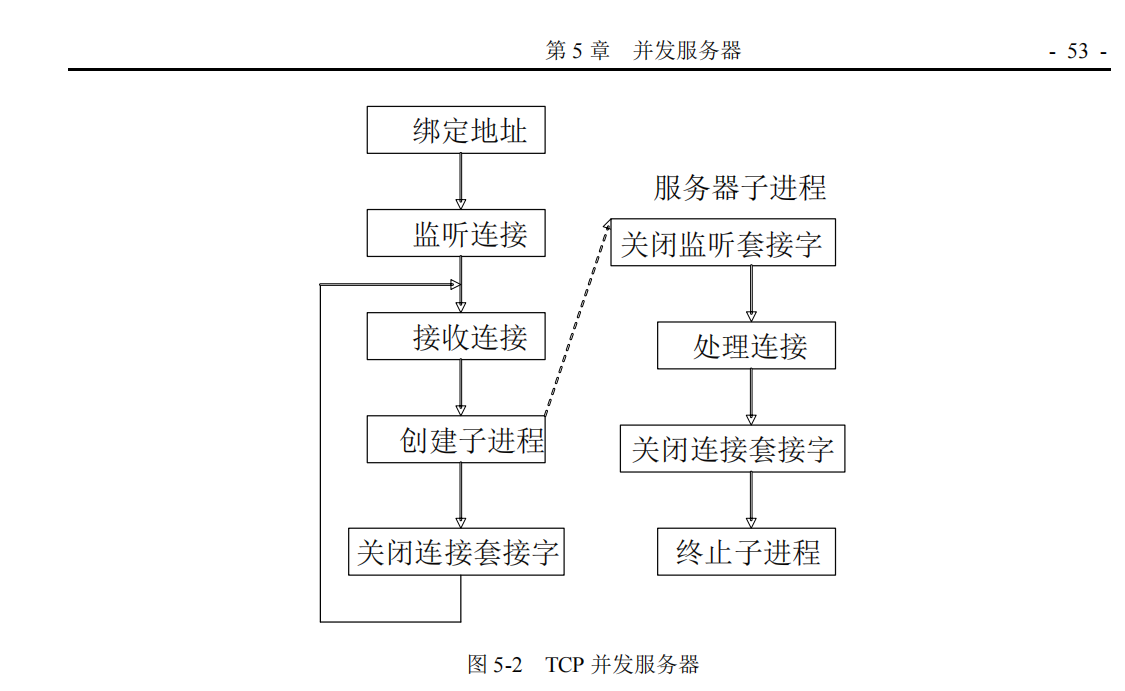 第 5 章 并发服务器 - 53 -
绑定地址
监听连接
接收连接
创建子进程
关闭连接套接字
服务器子进程
关闭监听套接字
处理连接
关闭连接套接字
终止子进程
图 5-2 TCP 并发服务器